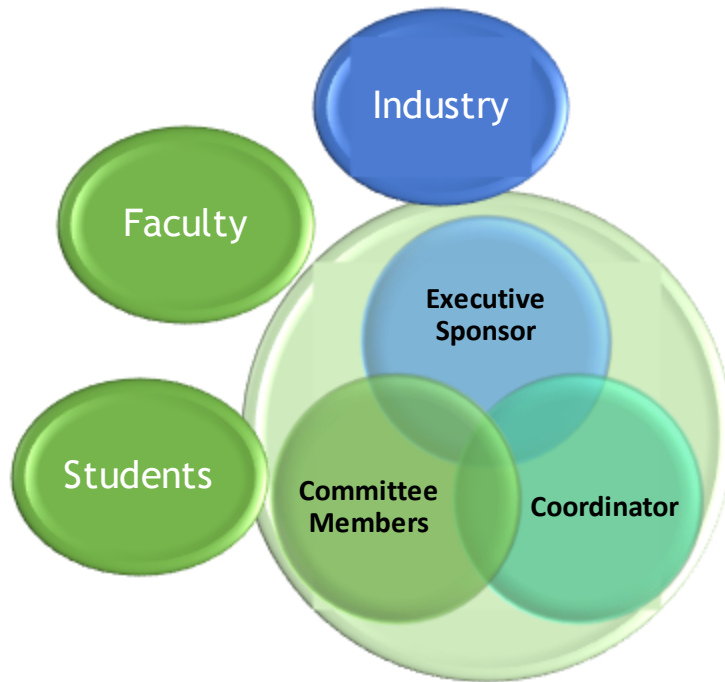 Industry
Faculty
Executive
Sponsor
Students
Committee
Members
Coordinator